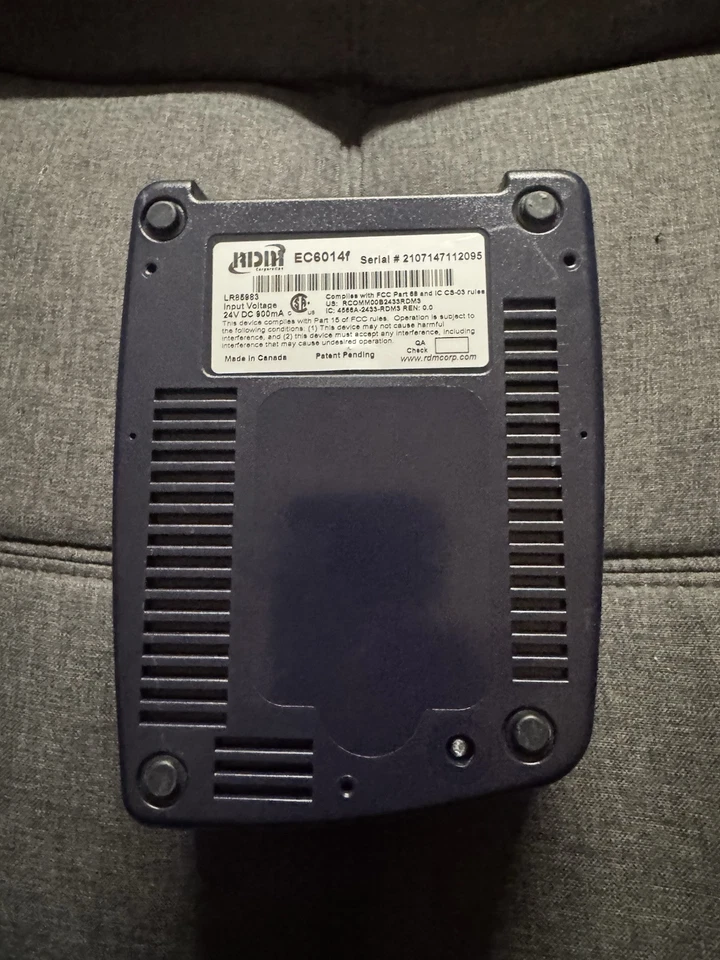 RDM EC6014f Serial # 2107147112095
Corporation
LR85983
Input Voltage
24V DC 900mA
C US
Complies with FCC Part 68 and IC CS-03 rules
US: RCOMM00B2433RDM3
IC: 4565A-2433-RDM3 REN: 0.0
This device complies with Part 15 of FCC rules. Operation is subject to
the following conditions: (1) This device may not cause harmful
interference, and (2) this device must accept any interference, including
interference that may cause undesired operation.
QA
Check
Made in Canada Patent Pending www.rdmcorp.com